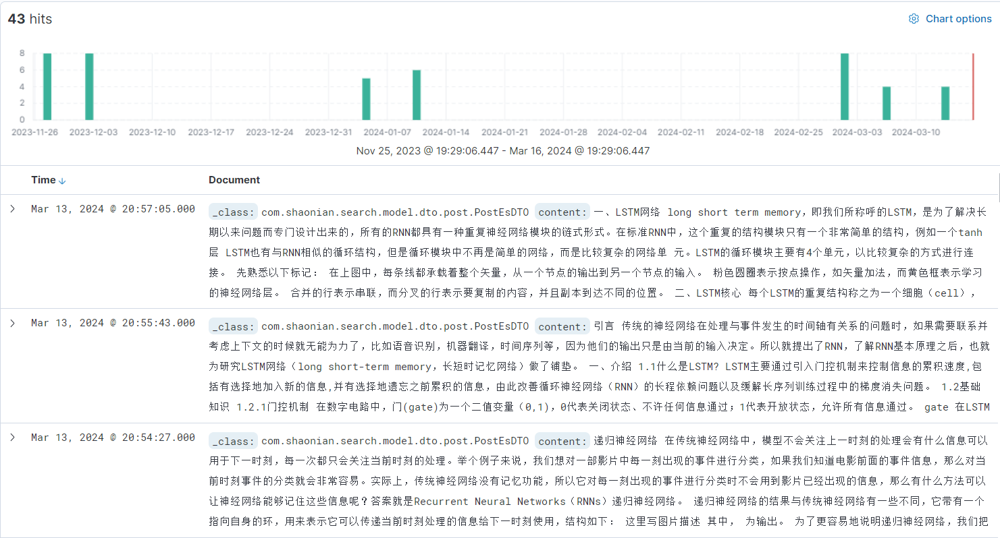 43 hits
Chart options
8
6
4
2
0
2023-11-26 2023-12-03 2023-12-10 2023-12-17 2023-12-24 2023-12-31 2024-01-07 2024-01-14 2024-01-21 2024-01-28 2024-02-04 2024-02-11 2024-02-18 2024-02-25 2024-03-03 2024-03-10
Nov 25, 2023 @ 19:29:06.447 - Mar 16, 2024 @ 19:29:06.447
Time Document
Mar 13, 2024 @ 20:57:05.000 _class: com.shaonian.search.model.dto.post.PostEsDTO content: 一、LSTM网络 long short term memory，即我们所称呼的LSTM，是为了解决长
期以来问题而专门设计出来的，所有的RNN都具有一种重复神经网络模块的链式形式。在标准RNN中，这个重复的结构模块只有一个非常简单的结构，例如一个tanh
层 LSTM也有与RNN相似的循环结构，但是循环模块中不再是简单的网络，而是比较复杂的网络单 元。LSTM的循环模块主要有4个单元，以比较复杂的方式进行连
接。 先熟悉以下标记： 在上图中，每条线都承载着整个矢量，从一个节点的输出到另一个节点的输入。 粉色圆圈表示按点操作，如矢量加法，而黄色框表示学习
的神经网络层。 合并的行表示串联，而分叉的行表示要复制的内容，并且副本到达不同的位置。 二、LSTM核心 每个LSTM的重复结构称之为一个细胞（cell），
Mar 13, 2024 @ 20:55:43.000 _class: com.shaonian.search.model.dto.post.PostEsDTO content: 引言 传统的神经网络在处理与事件发生的时间轴有关系的问题时，如果需要联系并
考虑上下文的时候就无能为力了，比如语音识别，机器翻译，时间序列等，因为他们的输出只是由当前的输入决定。所以就提出了RNN，了解RNN基本原理之后，也就
为研究LSTM网络（long short-term memory，长短时记忆网络）做了铺垫。 一、介绍 1.1什么是LSTM? LSTM主要通过引入门控机制来控制信息的累积速度,包
括有选择地加入新的信息,并有选择地遗忘之前累积的信息，由此改善循环神经网络（RNN）的长程依赖问题以及缓解长序列训练过程中的梯度消失问题。 1.2基础
知识 1.2.1门控机制 在数字电路中，门(gate)为一个二值变量（0,1），0代表关闭状态、不许任何信息通过；1代表开放状态，允许所有信息通过。 gate 在LSTM
Mar 13, 2024 @ 20:54:27.000 _class: com.shaonian.search.model.dto.post.PostEsDTO content: 递归神经网络 在传统神经网络中，模型不会关注上一时刻的处理会有什么信息可以
用于下一时刻，每一次都只会关注当前时刻的处理。举个例子来说，我们想对一部影片中每一刻出现的事件进行分类，如果我们知道电影前面的事件信息，那么对当
前时刻事件的分类就会非常容易。实际上，传统神经网络没有记忆功能，所以它对每一刻出现的事件进行分类时不会用到影片已经出现的信息，那么有什么方法可以
让神经网络能够记住这些信息呢？答案就是Recurrent Neural Networks（RNNs）递归神经网络。 递归神经网络的结果与传统神经网络有一些不同，它带有一个
指向自身的环，用来表示它可以传递当前时刻处理的信息给下一时刻使用，结构如下： 这里写图片描述 其中， 为输出。 为了更容易地说明递归神经网络，我们把